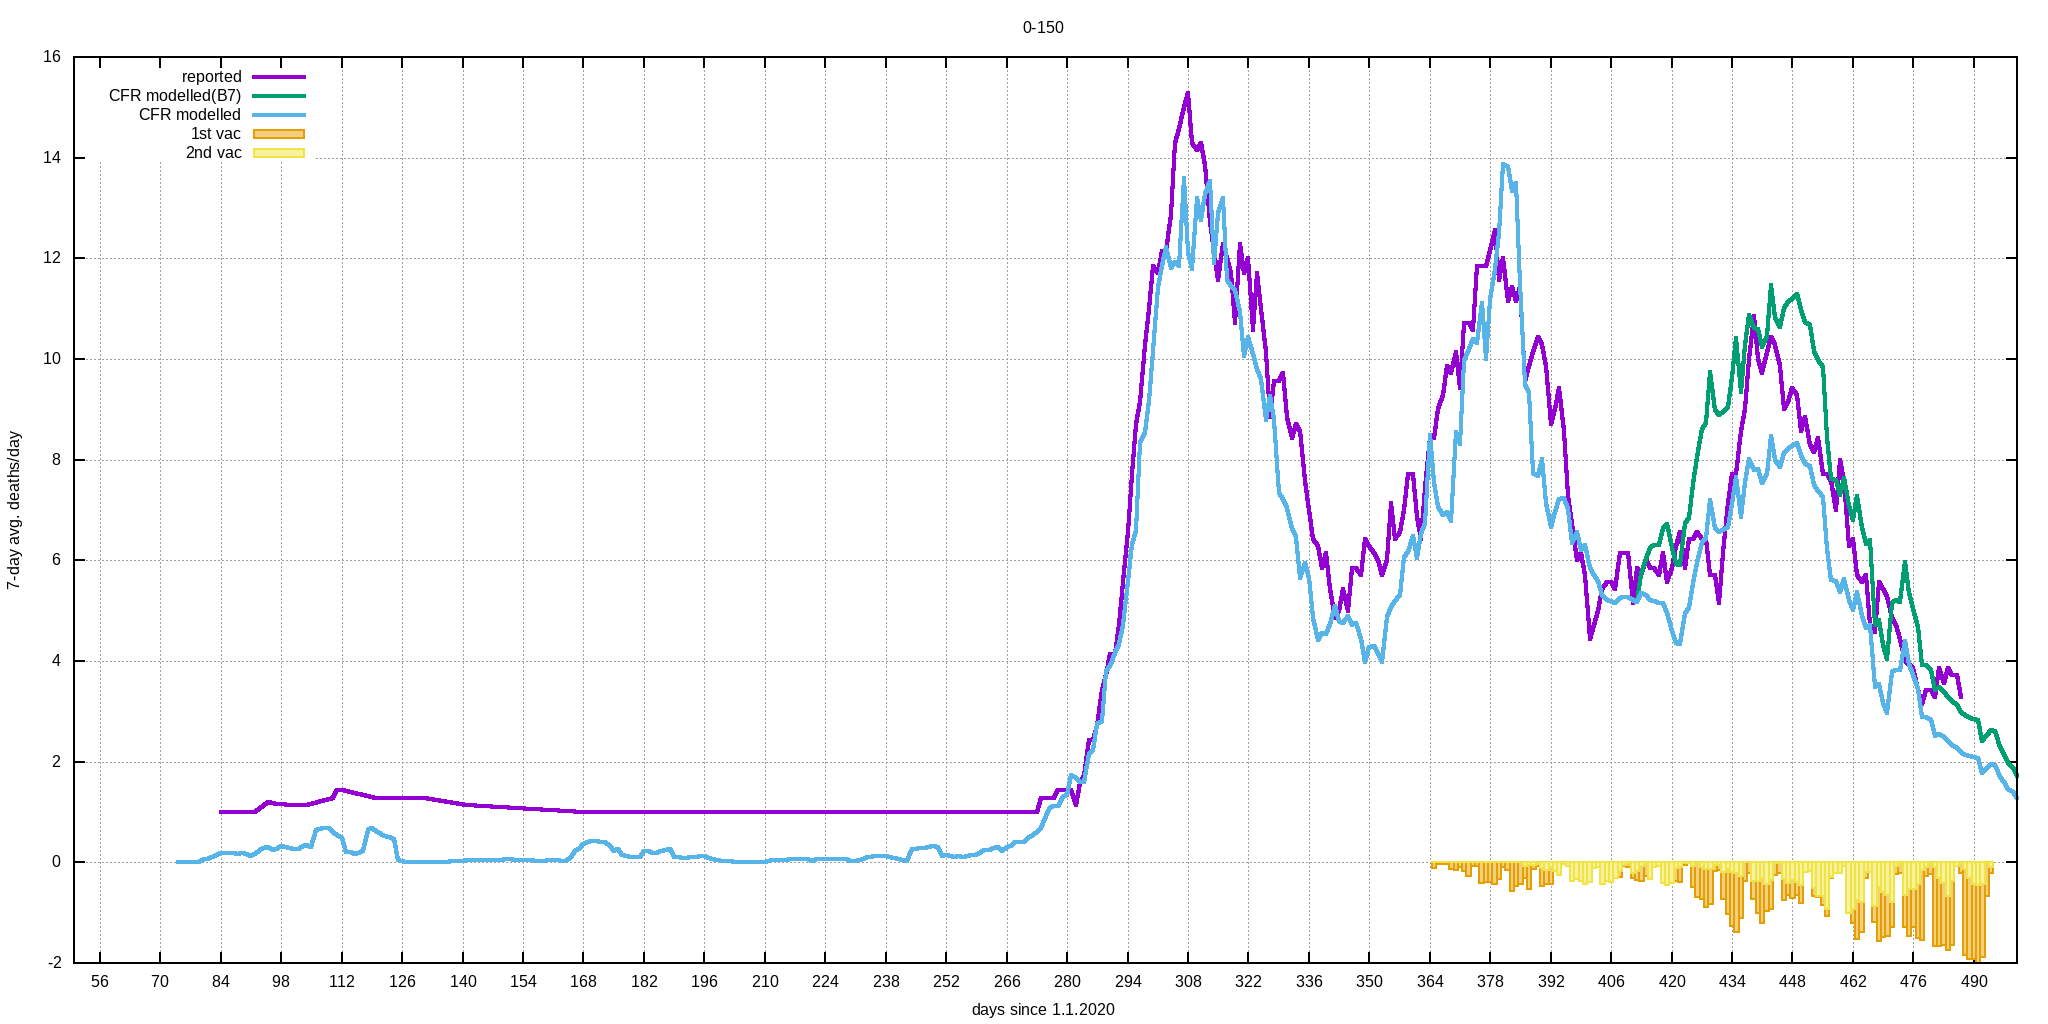 0-150
16
14
12
10
8
6
4
2
0
-2
7-day avg. deaths/day
reported
CFR modelled(B7)
CFR modelled
1st vac
2nd vac
56 70 84 98 112 126 140 154 168 182 196 210 224 238 252 266 280 294 308 322 336 350 364 378 392 406 420 434 448 462 476 490
days since 1.1.2020